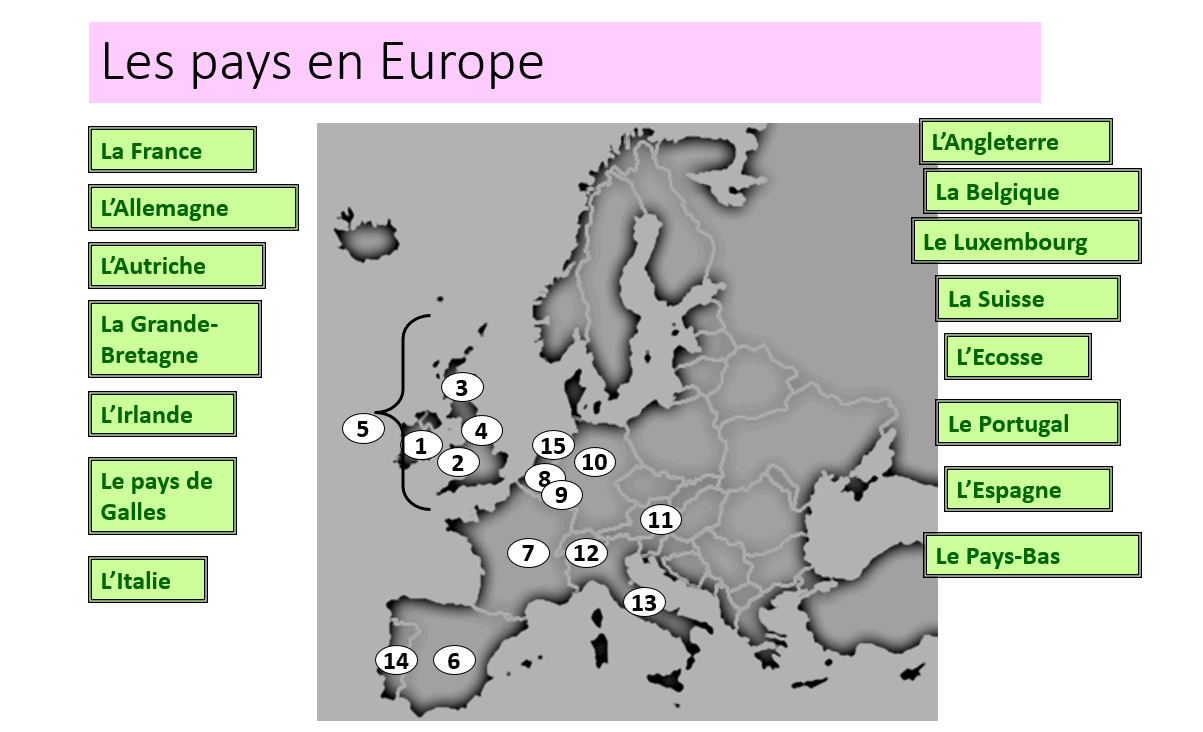 Les pays en Europe
La France
L'Allemagne
L'Autriche
La Grande-
Bretagne
L'Irlande
Le pays de
Galles
L'Italie
3
5
4
1
15
2
10
8
9
11
7
12
13
14
6
L'Angleterre
La Belgique
Le Luxembourg
La Suisse
L'Ecosse
Le Portugal
L'Espagne
Le Pays-Bas